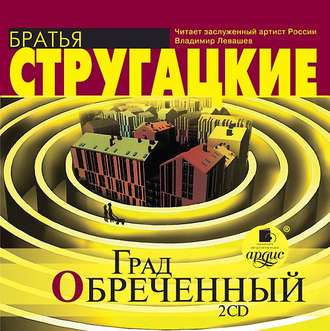 БРАТЬЯ
СТРУГАЦКИЕ
Читает заслуженный артист России
Владимир Левашев
ардис
®
ГРАД
ОБРЕЧЕННЫЙ
2CD